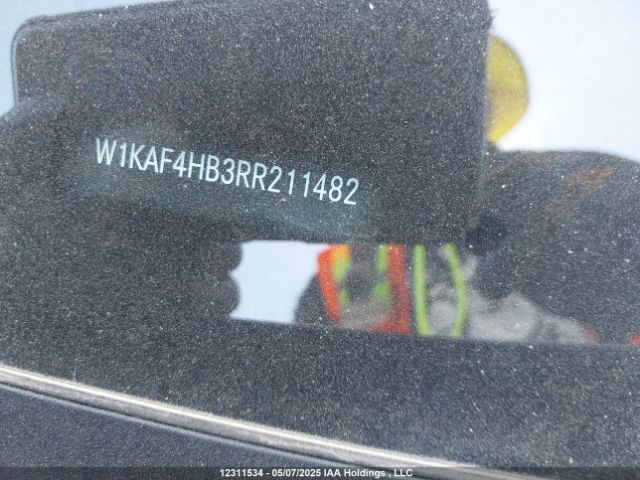 W1KAF4HB3RR211482
12311534 - 05/07/2025 IAA Holdings , LLC